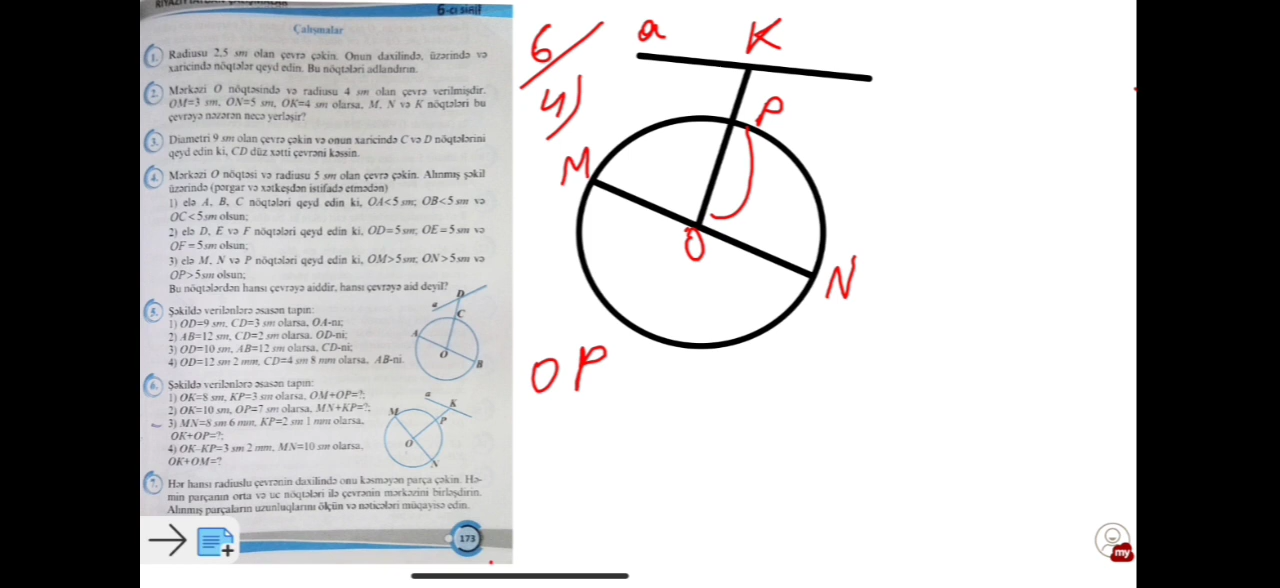 6-cı sinif
Çalışmalar
1. Radiusu 2,5 sm olan çevrə çəkin. Onun daxilində, üzərində və
xaricində nöqtələr qeyd edin. Bu nöqtələri adlandırın.
2. Mərkəzi O nöqtəsində və radiusu 4 sm olan çevrə verilmişdir.
OM=3 sm, ON=5 sm, OK=4 sm olarsa, M, N və K nöqtələri bu
çevrəyə nəzərən necə yerləşir?
3. Diametri 9 sm olan çevrə çəkin və onun xaricində C və D nöqtələrini
qeyd edin ki, CD düz xətti çevrəni kəssin.
4. Mərkəzi O nöqtəsi və radiusu 5 sm olan çevrə çəkin. Alınmış şəkil
üzərində (pərgar və xətkeşdən istifadə etmədən)
1) elə A, B, C nöqtələri qeyd edin ki, OA<5 sm; OB<5 sm və
OC<5 sm olsun;
2) elə D, E və F nöqtələri qeyd edin ki, OD=5 sm; OE=5 sm və
OF=5 sm olsun;
3) elə M, N və P nöqtələri qeyd edin ki, OM>5 sm; ON>5 sm və
OP>5 sm olsun;
Bu nöqtələrdən hansı çevrəyə aiddir, hansı çevrəyə aid deyil?
5. Şəkildə verilənlərə əsasən tapın:
1) OD=9 sm, CD=3 sm olarsa, OA-nı;
2) AB=12 sm, CD=2 sm olarsa, OD-ni;
3) OD=10 sm, AB=12 sm olarsa, CD-ni;
4) OD=12 sm 2 mm, CD=4 sm 8 mm olarsa, AB-ni.
a D
C
A
O
B
6. Şəkildə verilənlərə əsasən tapın:
1) OK=8 sm, KP=3 sm olarsa, OM+OP=?;
2) OK=10 sm, OP=7 sm olarsa, MN+KP=?;
3) MN=8 sm 6 mm, KP=2 sm 1 mm olarsa,
OK+OP=?;
4) OK-KP=3 sm 2 mm, MN=10 sm olarsa,
OK+OM=?
a
K
M
P
O
N
7. Hər hansı radiuslu çevrənin daxilində onu kəsməyən parça çəkin. Hə-
min parçanın orta və uc nöqtələri ilə çevrənin mərkəzini birləşdirin.
Alınmış parçaların uzunluqlarını ölçün və nəticələri müqayisə edin.
173
6/4)
a K
P
M
O
N
OP
my